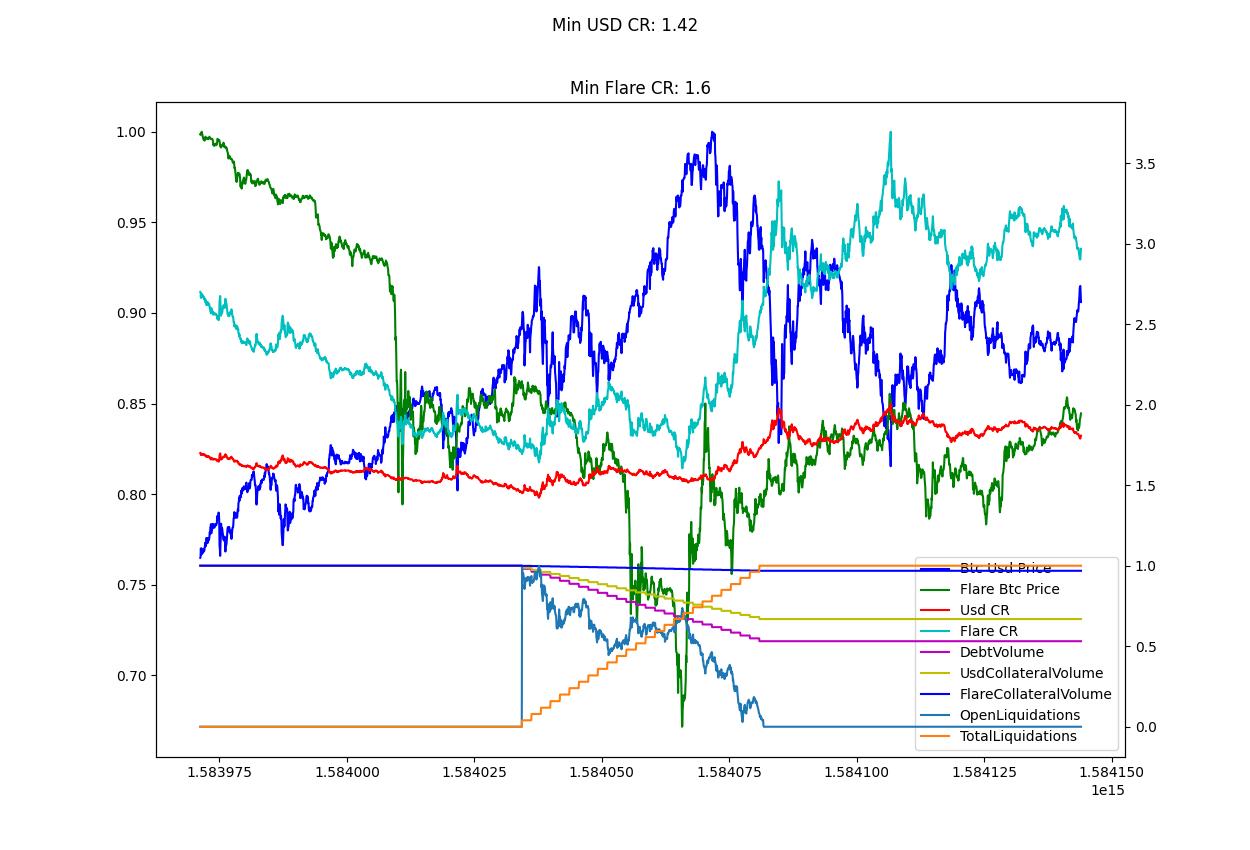 Min USD CR: 1.42
Min Flare CR: 1.6
1.00
0.95
0.90
0.85
0.80
0.75
0.70
3.5
3.0
2.5
2.0
1.5
1.0
0.5
0.0
Btc Usd Price
Flare Btc Price
Usd CR
Flare CR
DebtVolume
UsdCollateralVolume
FlareCollateralVolume
OpenLiquidations
TotalLiquidations
1.583975 1.584000 1.584025 1.584050 1.584075 1.584100 1.584125 1.584150
1e15